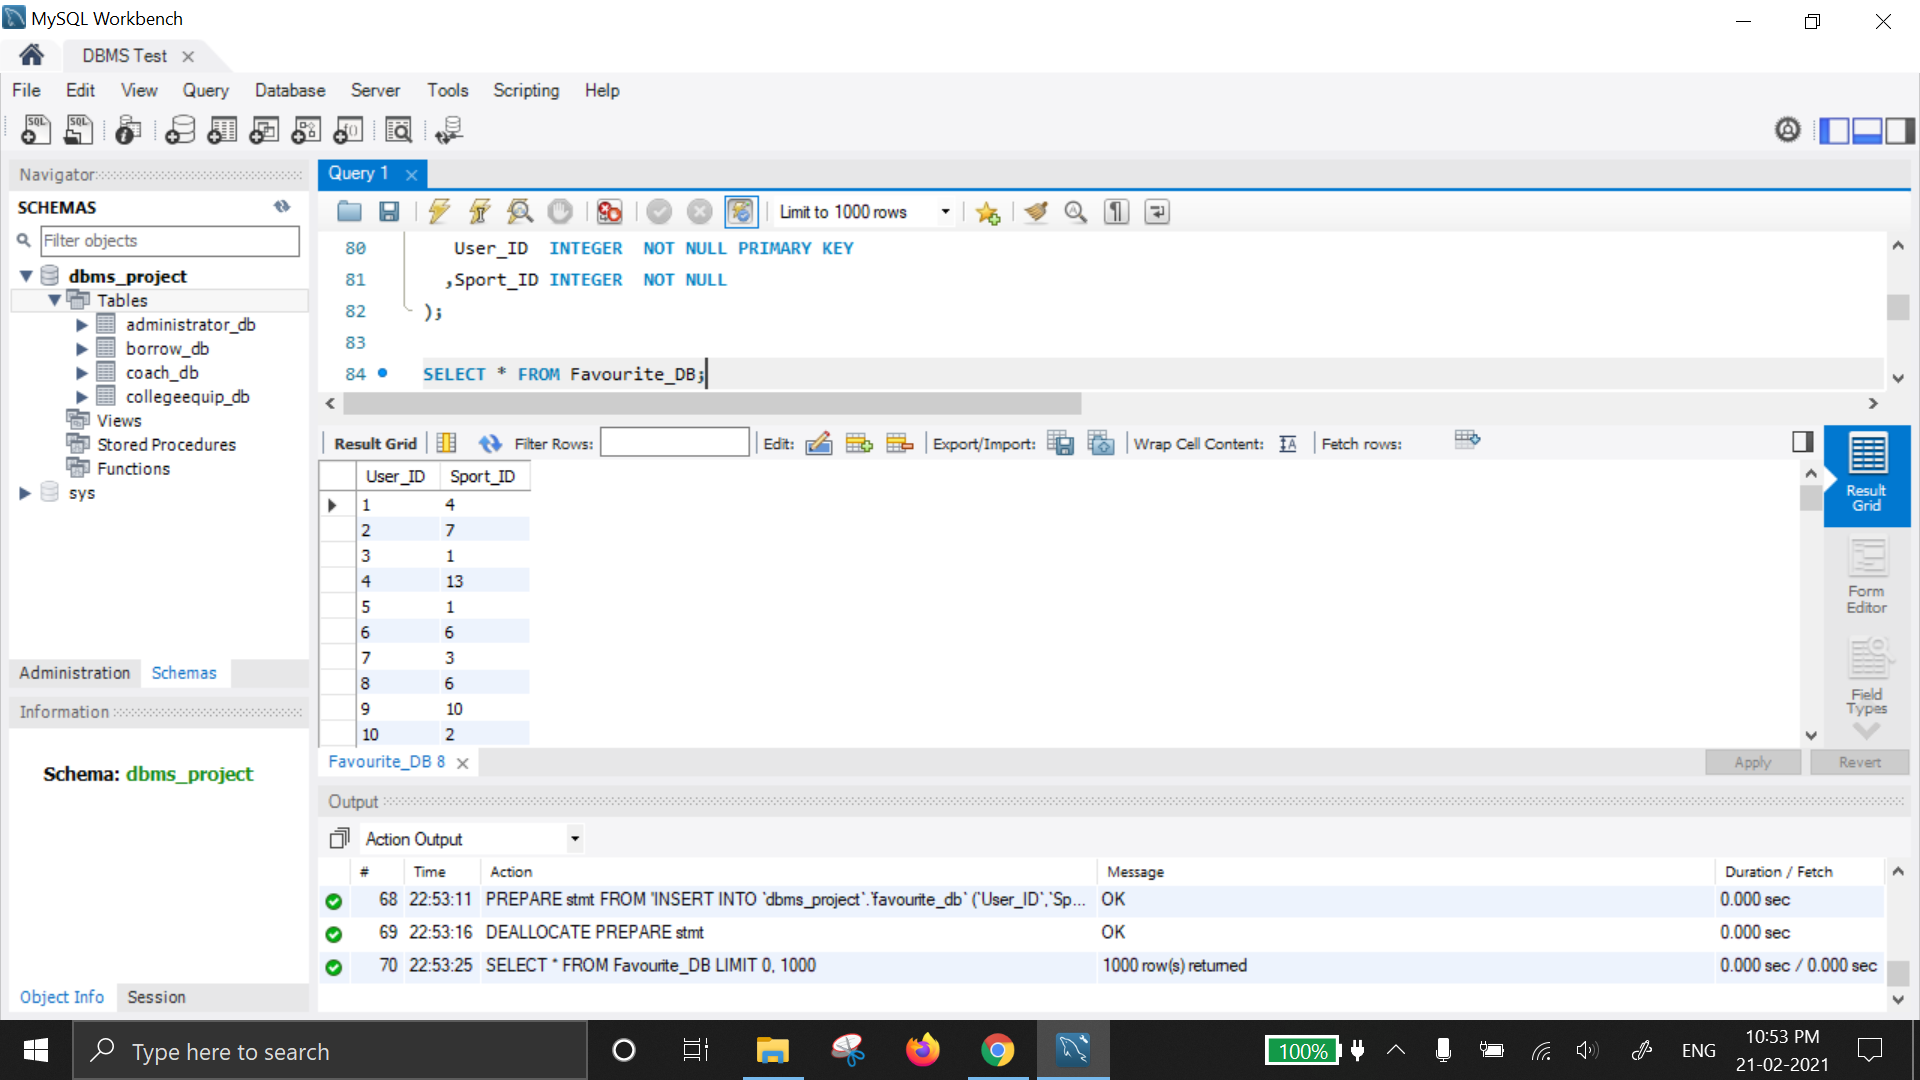 MySQL Workbench
DBMS Test
File Edit View Query Database Server Tools Scripting Help
Navigator
SCHEMAS
Filter objects
dbms_project
Tables
administrator_db
borrow_db
coach_db
collegeequip_db
Views
Stored Procedures
Functions
sys
Administration Schemas
Information
Schema: dbms_project
Object Info Session
Query 1
Limit to 1000 rows
80 User_ID INTEGER NOT NULL PRIMARY KEY
81 ,Sport_ID INTEGER NOT NULL
82 );
83
84 SELECT * FROM Favourite_DB;
Result Grid Filter Rows: Edit: Export/Import: Wrap Cell Content: Fetch rows:
User_ID Sport_ID
1 4
2 7
3 1
4 13
5 1
6 6
7 3
8 6
9 10
10 2
Result
Grid
Form
Editor
Field
Types
Favourite_DB 8
Apply Revert
Output
Action Output
# Time Action Message Duration / Fetch
68 22:53:11 PREPARE stmt FROM 'INSERT INTO `dbms_project`.`favourite_db` (`User_ID`,`Sp... OK 0.000 sec
69 22:53:16 DEALLOCATE PREPARE stmt OK 0.000 sec
70 22:53:25 SELECT * FROM Favourite_DB LIMIT 0, 1000 1000 row(s) returned 0.000 sec / 0.000 sec
Type here to search
100%
ENG
10:53 PM
21-02-2021